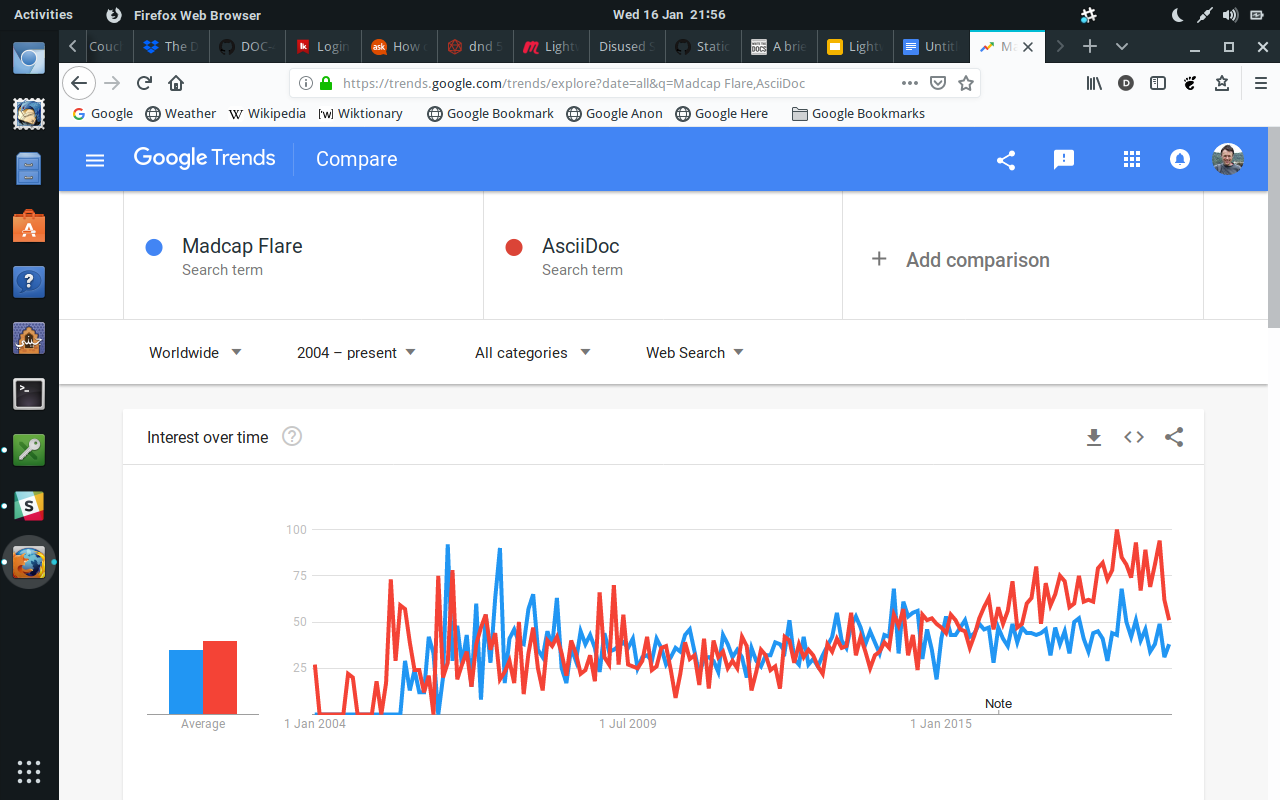 Activities Firefox Web Browser Wed 16 Jan 21:56
Couch The D DOC- Login How dnd 5 Lightw Disused S Static A brie Lightw Untitl Ma
https://trends.google.com/trends/explore?date=all&q=Madcap Flare,AsciiDoc
Google Weather Wikipedia Wiktionary Google Bookmark Google Anon Google Here Google Bookmarks
Google Trends Compare
Madcap Flare
Search term
AsciiDoc
Search term
Add comparison
Worldwide 2004 – present All categories Web Search
Interest over time
100
75
50
25
Note
Average 1 Jan 2004 1 Jul 2009 1 Jan 2015